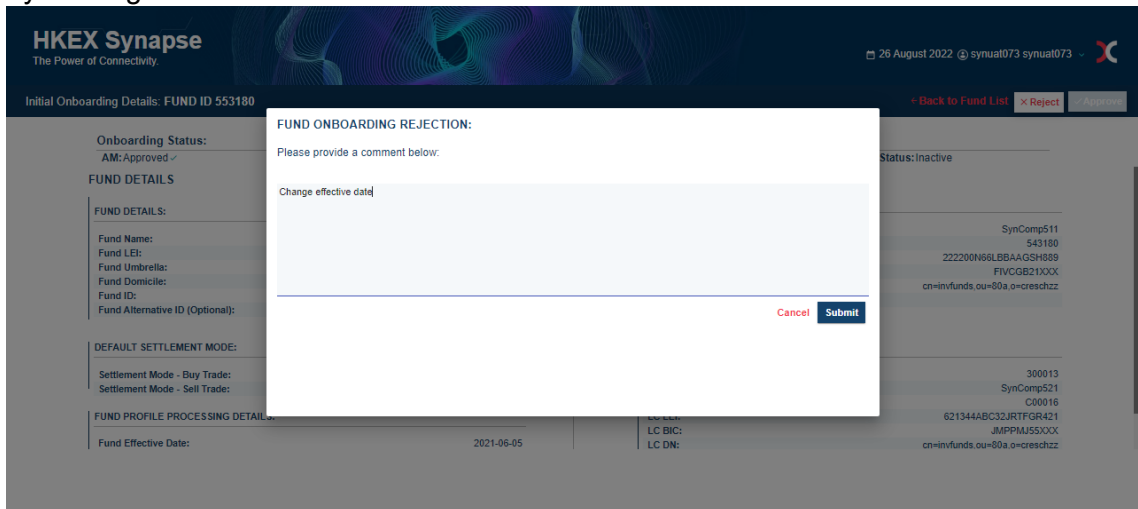 HKEX Synapse
The Power of Connectivity.
26 August 2022 synuat073 synuat073
Initial Onboarding Details: FUND ID 553180
Back to Fund List
Reject
Approve
Onboarding Status:
AM: Approved
Status: Inactive
FUND DETAILS
FUND DETAILS:
Fund Name:
Fund LEI:
Fund Umbrella:
Fund Domicile:
Fund ID:
Fund Alternative ID (Optional):
DEFAULT SETTLEMENT MODE:
Settlement Mode - Buy Trade:
Settlement Mode - Sell Trade:
FUND PROFILE PROCESSING DETAILS:
Fund Effective Date: 2021-06-05
FUND ONBOARDING REJECTION:
Please provide a comment below:
Change effective date
Cancel Submit
SynComp511
543180
222200N66LBBAAGSH889
FIVCGB21XXX
cn=invfunds,ou=80a,o=creschzz
300013
SynComp521
C00016
621344ABC32JRTFGR421
LC BIC: JMPPMJ55XXX
LC DN: cn=invfunds,ou=80a,o=creschzz